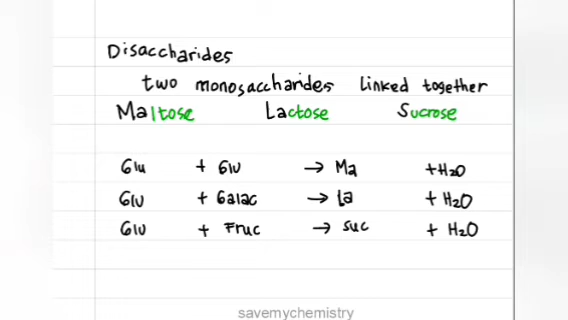 Disaccharides
two monosaccharides linked together
Maltose Lactose Sucrose
Glu + Glu → Ma + H₂O
Glu + Galac → La + H₂O
Glu + Fruc → suc + H₂O
savemychemistry